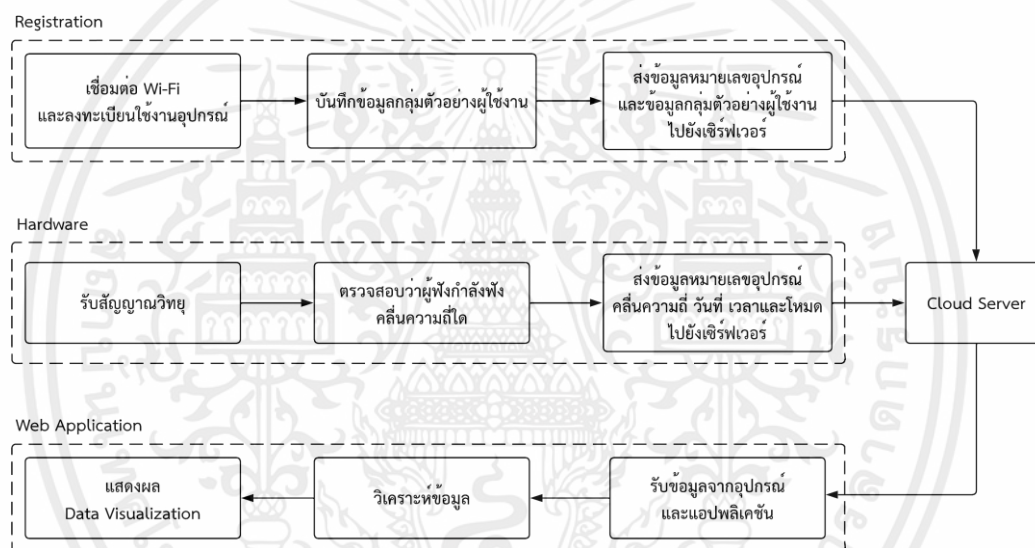 Registration
เชื่อมต่อ Wi-Fi
และลงทะเบียนใช้งานอุปกรณ์
บันทึกข้อมูลกลุ่มตัวอย่างผู้ใช้งาน
ส่งข้อมูลหมายเลขอุปกรณ์
และข้อมูลกลุ่มตัวอย่างผู้ใช้งาน
ไปยังเซิร์ฟเวอร์
Hardware
รับสัญญาณวิทยุ
ตรวจสอบว่าผู้ฟังกำลังฟัง
คลื่นความถี่ใด
ส่งข้อมูลหมายเลขอุปกรณ์
คลื่นความถี่ วันที่ เวลาและโหมด
ไปยังเซิร์ฟเวอร์
Cloud Server
Web Application
แสดงผล
Data Visualization
วิเคราะห์ข้อมูล
รับข้อมูลจากอุปกรณ์
และแอปพลิเคชัน